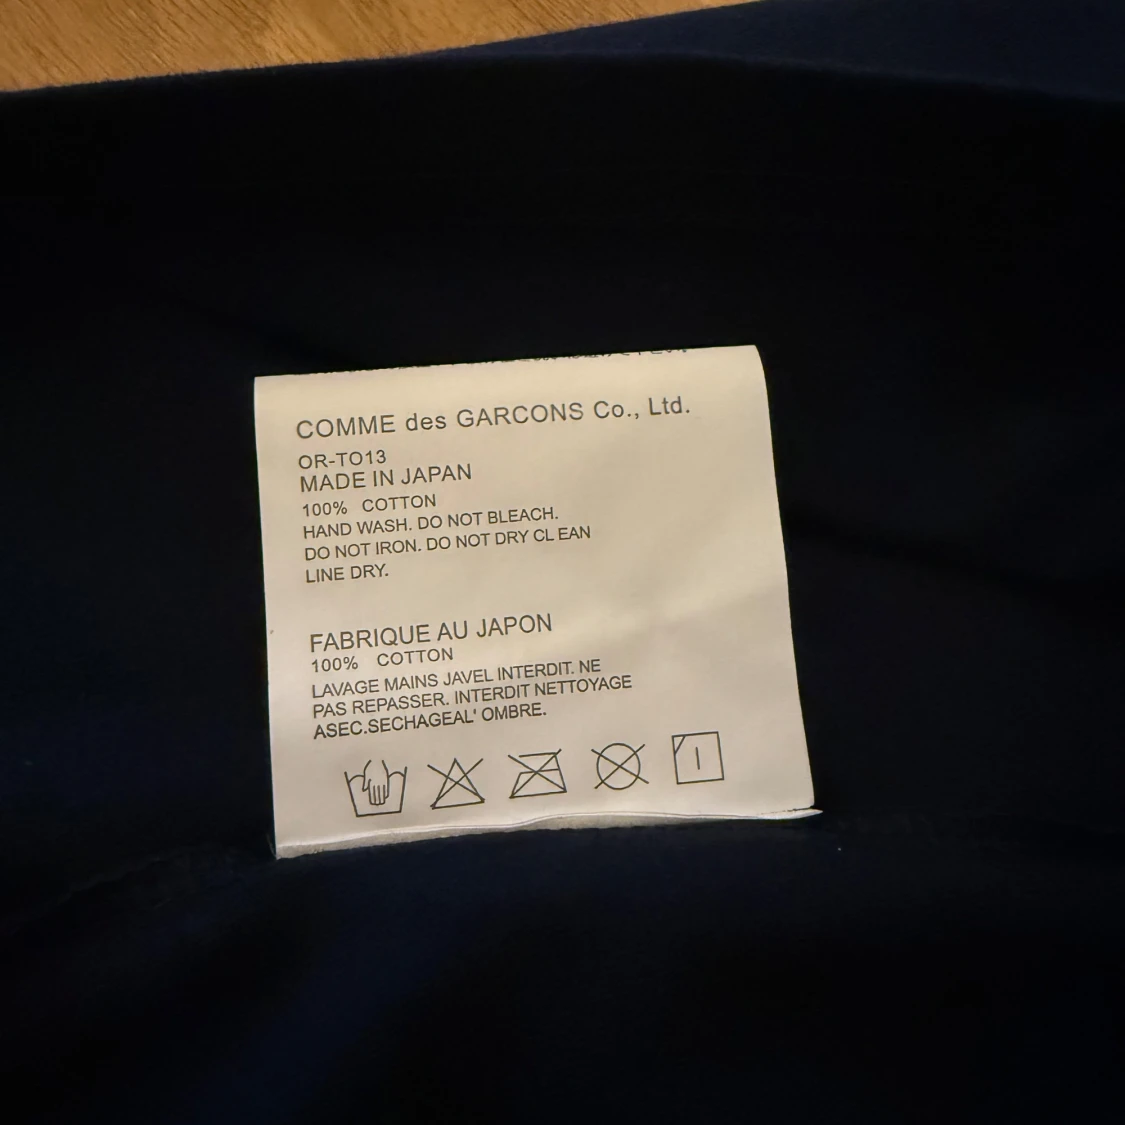 COMME des GARCONS Co., Ltd.
OR-TO13
MADE IN JAPAN
100% COTTON
HAND WASH. DO NOT BLEACH.
DO NOT IRON. DO NOT DRY CL EAN
LINE DRY.
FABRIQUE AU JAPON
100% COTTON
LAVAGE MAINS JAVEL INTERDIT. NE
PAS REPASSER. INTERDIT NETTOYAGE
ASEC.SECHAGEAL' OMBRE.